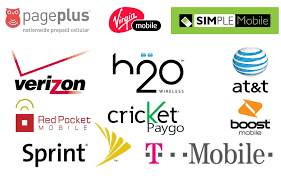 pageplus
nationwide prepaid cellular
Virgin
mobile
SIMPLE Mobile
verizon
h2O
WIRELESS
at&t
Red Pocket
MOBILE
cricket
Paygo
boost
mobile
Sprint
T Mobile